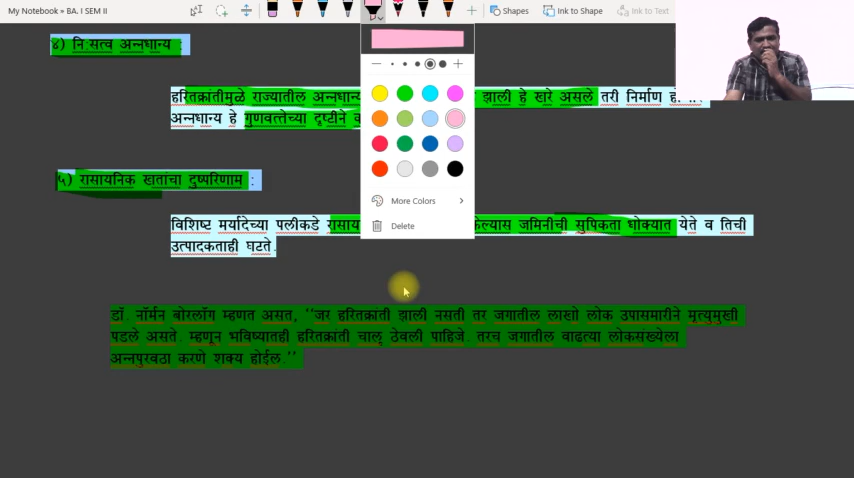 My Notebook » BA. I SEM II
Shapes
Ink to Shape
Ink to Text
४) नि:सत्व अन्नधान्य :
हरितक्रांतीमुळे राज्यातील अन्नधान्य झाली हे खरे असले तरी निर्माण
अन्नधान्य हे गुणवत्तेच्या दृष्टीने
More Colors
Delete
५) रासायनिक खतांचा दुष्परिणाम :
विशिष्ट मर्यादेच्या पलीकडे जमिनीची सुपिकता धोक्यात येते व तिची
उत्पादकताही घटते.
डॉ. नॉर्मन बोरलॉग म्हणत असत, ‘‘जर हरितक्राती झाली नसती तर जगातील लाखो लोक उपासमारीने मृत्युमुखी
पडले असते. म्हणून भविष्यातही हरितक्राती चालू ठेवली पाहिजे. तरच जगातील वाढत्या लोकसख्येला
अन्नपुरवठा करणे शक्य होईल.’’